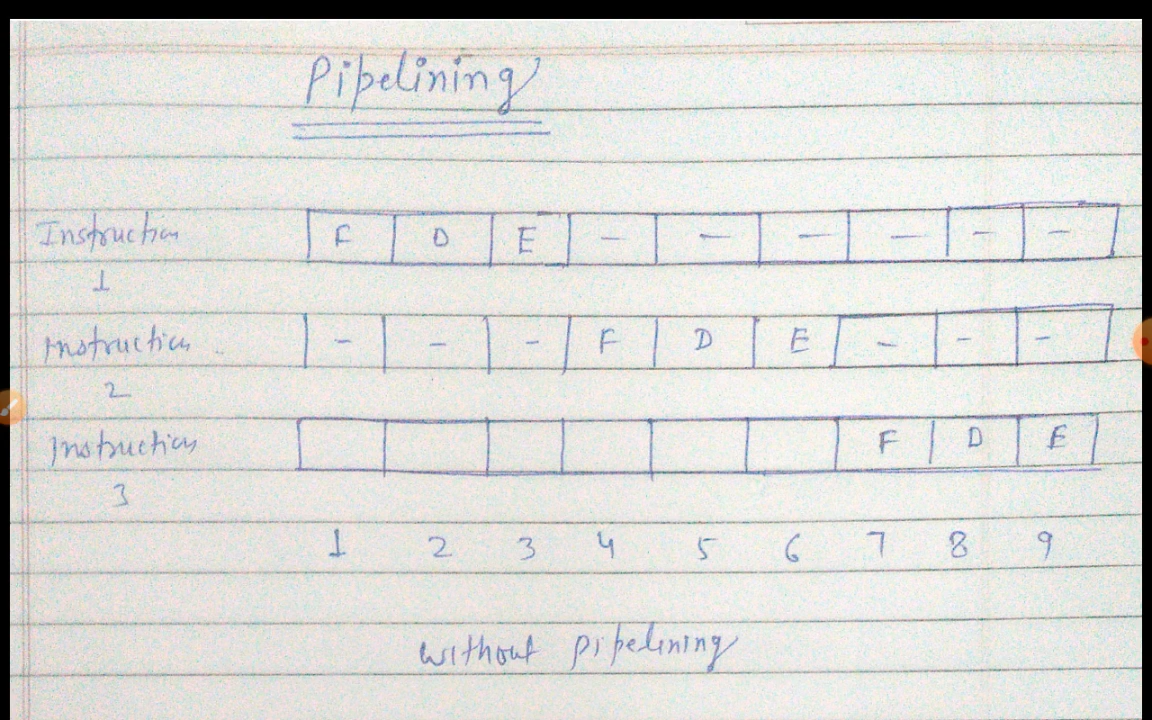 Pipelining
Instruction F D E - - - - - -
1
Instruction - - - F D E - - -
2
Instruction F D E
3
1 2 3 4 5 6 7 8 9
without pipelining